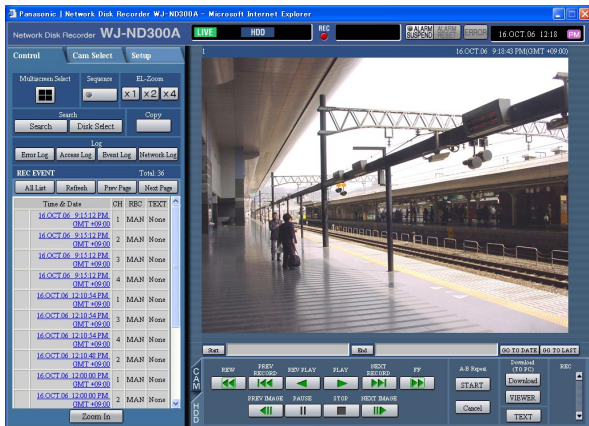 Panasonic | Network Disk Recorder WJ-ND300A - Microsoft Internet Explorer
Network Disk Recorder WJ-ND300A
LIVE HDD REC ALARM SUSPEND ALARM RESET ERROR 16.OCT.06 12:18 PM
Control Cam Select Setup
1 16.OCT.06 9:18:43 PM(GMT +09:00)
Multiscreen Select Sequence EL-Zoom
x1 x2 x4
Search Copy
Search Disk Select
Log
Error Log Access Log Event Log Network Log
REC EVENT Total: 36
All List Refresh Prev Page Next Page
Time & Date CH REC TEXT
16.OCT.06 9:15:12 PM GMT +09:00 1 MAN None
16.OCT.06 9:15:12 PM GMT +09:00 2 MAN None
16.OCT.06 9:15:12 PM GMT +09:00 3 MAN None
16.OCT.06 9:15:12 PM GMT +09:00 4 MAN None
16.OCT.06 12:10:54 PM GMT +09:00 1 MAN None
16.OCT.06 12:10:54 PM GMT +09:00 3 MAN None
16.OCT.06 12:10:54 PM GMT +09:00 4 MAN None
16.OCT.06 12:10:48 PM GMT +09:00 2 MAN None
16.OCT.06 12:00:00 PM GMT +09:00 1 MAN None
16.OCT.06 12:00:00 PM GMT +09:00 2 MAN None
Zoom In
Start End GO TO DATE GO TO LAST
CAM
HDD
REW PREV RECORD REV PLAY PLAY NEXT RECORD FF
PREV IMAGE PAUSE STOP NEXT IMAGE
A-B Repeat
START
Cancel
Download (TO PC)
Download
VIEWER
TEXT
REC